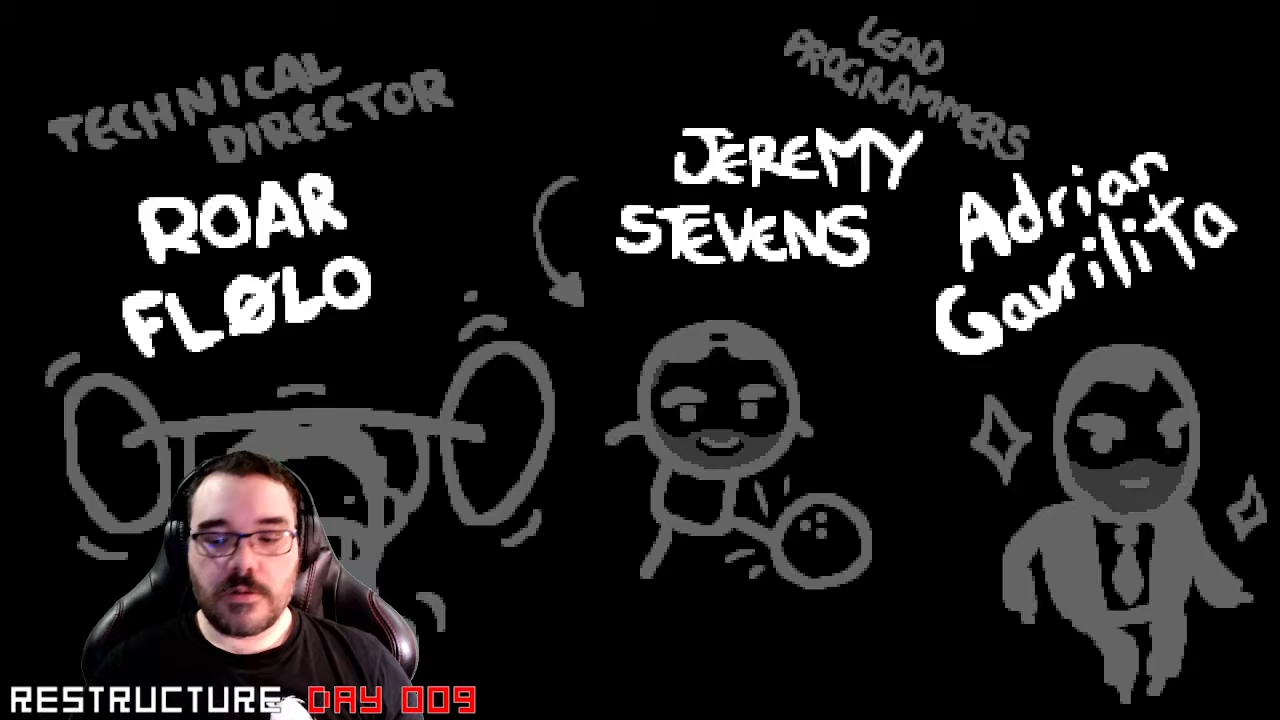 TECHNICAL
DIRECTOR
ROAR
FLØLO
LEAD
PROGRAMMERS
JEREMY
STEVENS
Adrian
Gavrilita
RESTRUCTURE DAY 009